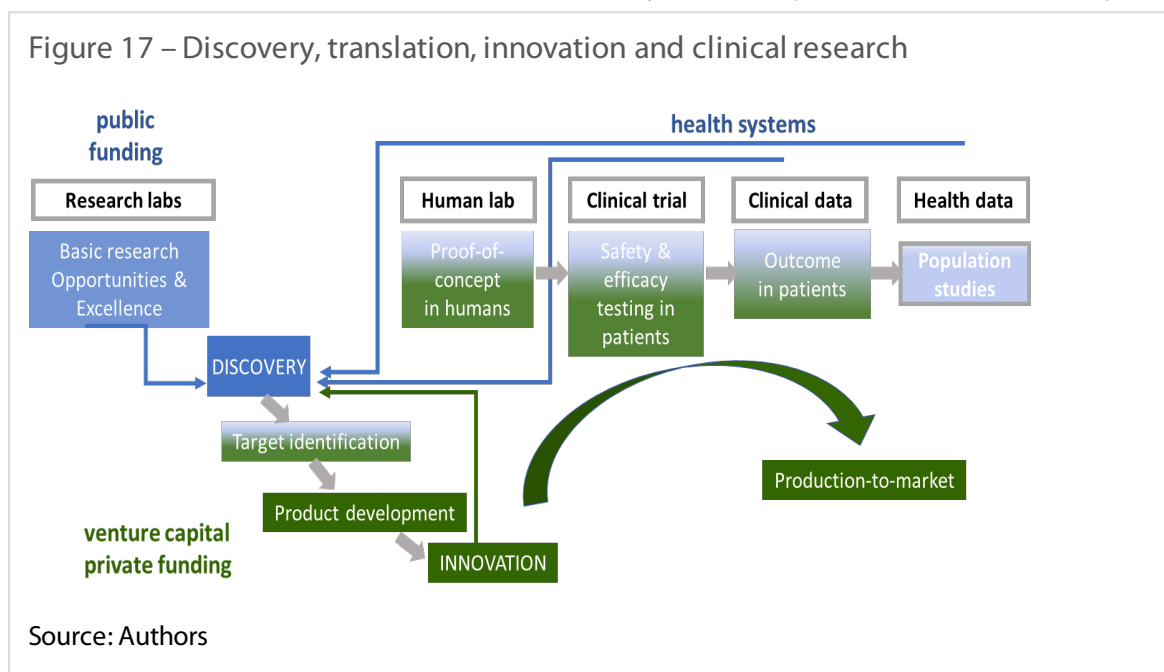 Figure 17 – Discovery, translation, innovation and clinical research
public
funding
health systems
Research labs
Human lab
Clinical trial
Clinical data
Health data
Basic research
Opportunities &
Excellence
Proof-of-
concept
in humans
Safety &
efficacy
testing in
patients
Outcome
in patients
Population
studies
DISCOVERY
Target identification
Product development
Production-to-market
venture capital
private funding
INNOVATION
Source: Authors